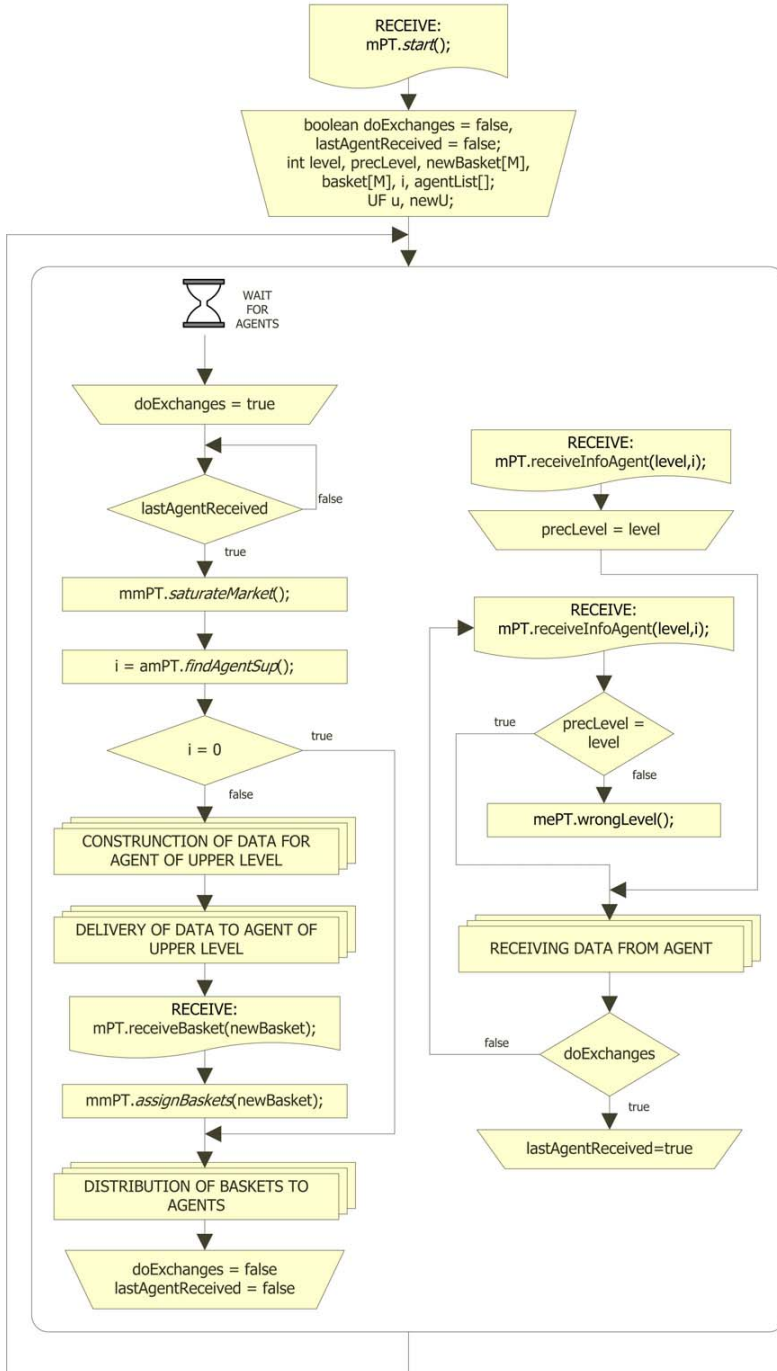 RECEIVE:
mPT.start();
boolean doExchanges = false,
lastAgentReceived = false;
int level, precLevel, newBasket[M],
basket[M], i, agentList[];
UF u, newU;
WAIT
FOR
AGENTS
doExchanges = true
lastAgentReceived
false
true
mmPT.saturateMarket();
i = amPT.findAgentSup();
i = 0
true
false
CONSTRUNCTION OF DATA FOR
AGENT OF UPPER LEVEL
DELIVERY OF DATA TO AGENT OF
UPPER LEVEL
RECEIVE:
mPT.receiveBasket(newBasket);
mmPT.assignBaskets(newBasket);
DISTRIBUTION OF BASKETS TO
AGENTS
doExchanges = false
lastAgentReceived = false
RECEIVE:
mPT.receiveInfoAgent(level,i);
precLevel = level
RECEIVE:
mPT.receiveInfoAgent(level,i);
true
precLevel =
level
false
mePT.wrongLevel();
RECEIVING DATA FROM AGENT
false
doExchanges
true
lastAgentReceived=true